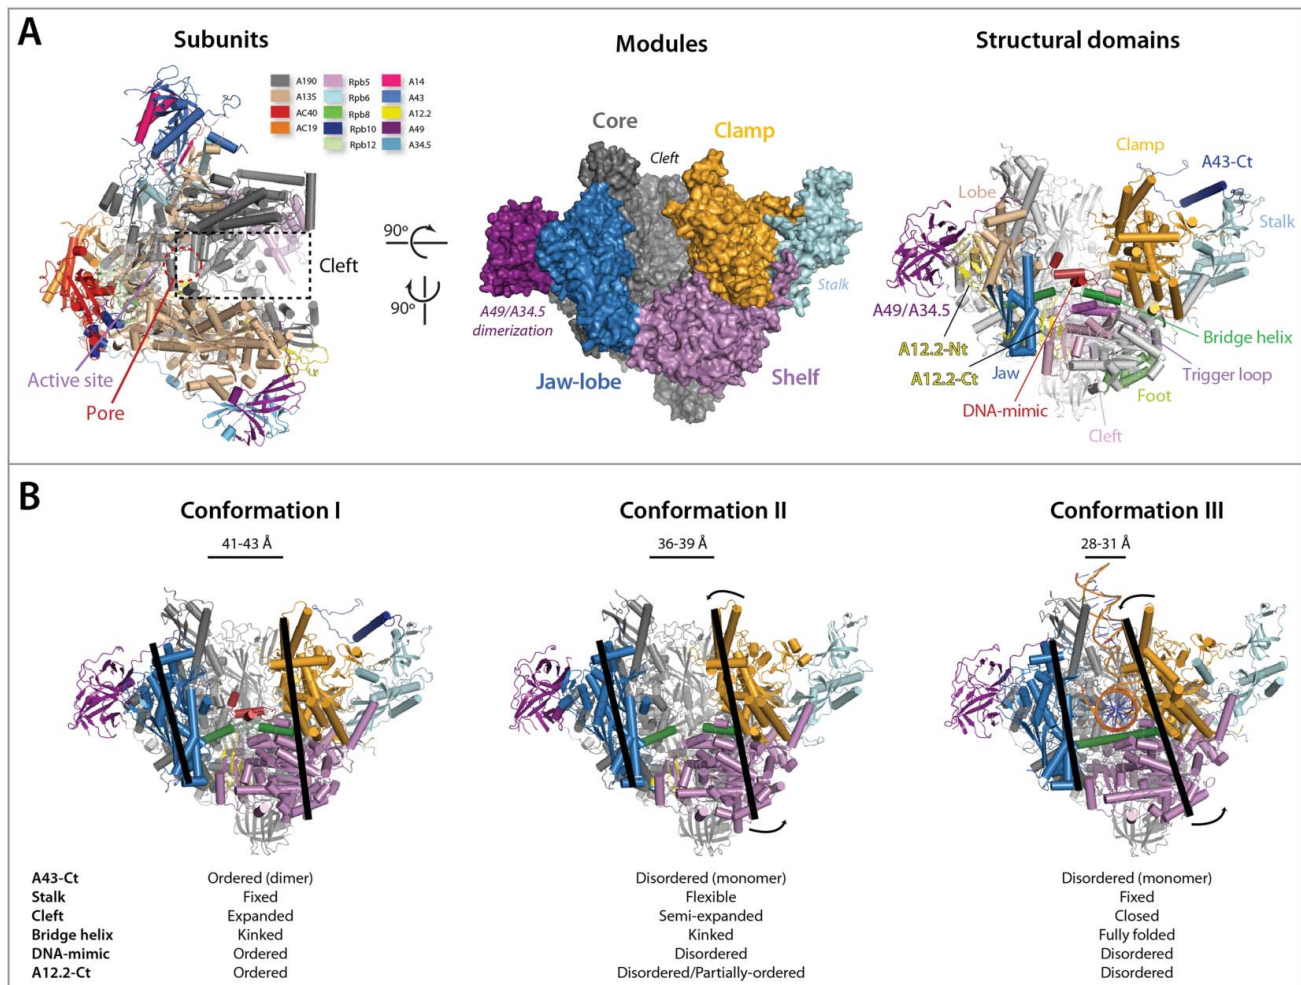 A
Subunits
A190
A135
AC40
AC19
Rpb5
Rpb6
Rpb8
Rpb10
Rpb12
A14
A43
A12.2
A49
A34.5
Cleft
Active site
Pore
90º
90º
Modules
Core
Cleft
Clamp
Stalk
A49/A34.5
dimerization
Jaw-lobe
Shelf
Structural domains
Clamp
A43-Ct
Lobe
Stalk
A49/A34.5
Bridge helix
A12.2-Nt
A12.2-Ct
Jaw
Trigger loop
DNA-mimic
Foot
Cleft
B
Conformation I
Conformation II
Conformation III
41-43 Å
36-39 Å
28-31 Å
A43-Ct Ordered (dimer) Disordered (monomer) Disordered (monomer)
Stalk Fixed Flexible Fixed
Cleft Expanded Semi-expanded Closed
Bridge helix Kinked Kinked Fully folded
DNA-mimic Ordered Disordered Disordered
A12.2-Ct Ordered Disordered/Partially-ordered Disordered